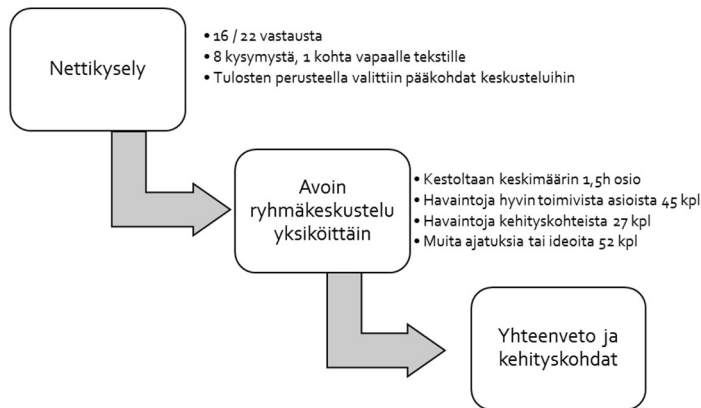 Nettikysely
• 16 / 22 vastausta
• 8 kysymystä, 1 kohta vapaalle tekstille
• Tulosten perusteella valittiin pääkohdat keskusteluihin
Avoin
ryhmäkeskustelu
yksiköittäin
• Kestoltaan keskimäärin 1,5h osio
• Havaintoja hyvin toimivista asioista 45 kpl
• Havaintoja kehityskohteista 27 kpl
• Muita ajatuksia tai ideoita 52 kpl
Yhteenveto ja
kehityskohdat